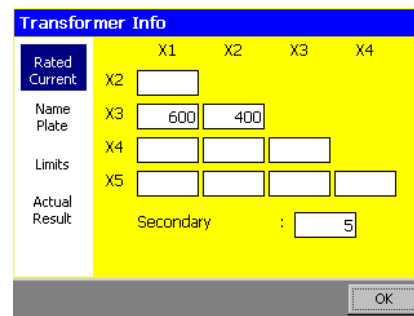 Transformer Info
X1 X2 X3 X4
Rated
Current
X2
Name
Plate
X3 600 400
X4
Limits
X5
Actual
Result
Secondary : 5
OK